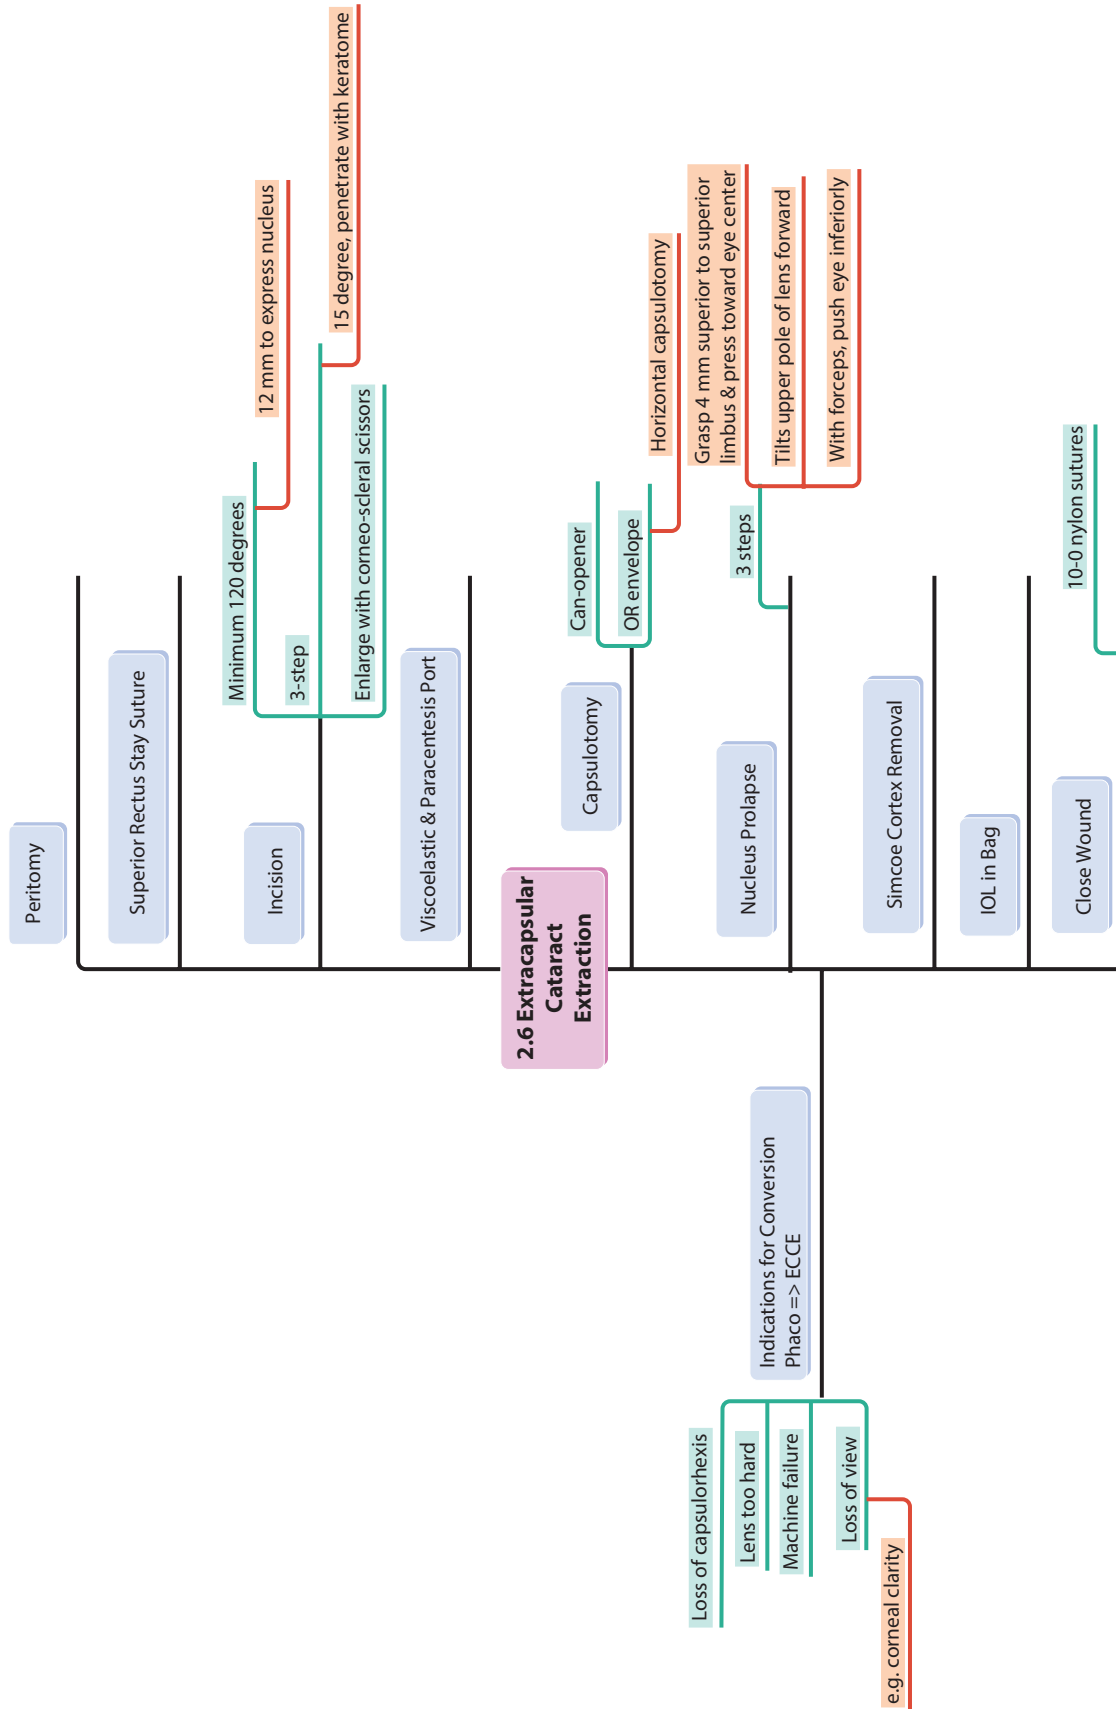 2.6 Extracapsular
Cataract
Extraction
Peritomy
Superior Rectus Stay Suture
Incision
Minimum 120 degrees
12 mm to express nucleus
3-step
15 degree, penetrate with keratome
Enlarge with corneo-scleral scissors
Viscoelastic & Paracentesis Port
Capsulotomy
Can-opener
OR envelope
Horizontal capsulotomy
Nucleus Prolapse
3 steps
Grasp 4 mm superior to superior
limbus & press toward eye center
Tilts upper pole of lens forward
With forceps, push eye inferiorly
Simcoe Cortex Removal
IOL in Bag
Close Wound
10-0 nylon sutures
Indications for Conversion
Phaco => ECCE
Loss of capsulorhexis
Lens too hard
Machine failure
Loss of view
e.g. corneal clarity